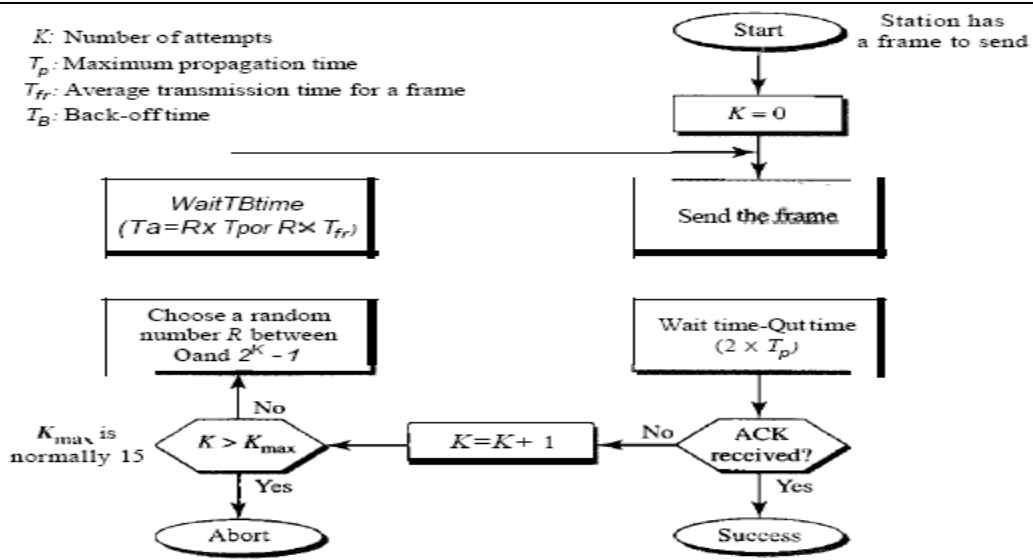 K: Number of attempts
Tp: Maximum propagation time
Tfr: Average transmission time for a frame
TB: Back-off time
Start
Station has
a frame to send
K = 0
WaitTBtime
(Ta=Rx Tpor R× Tfr)
Send the frame
Choose a random
number R between
Oand 2^K - 1
Wait time-Qut time
(2 × Tp)
No
Kmax is
normally 15
K > Kmax
K=K+ 1
No
ACK
received?
Yes
Yes
Abort
Success